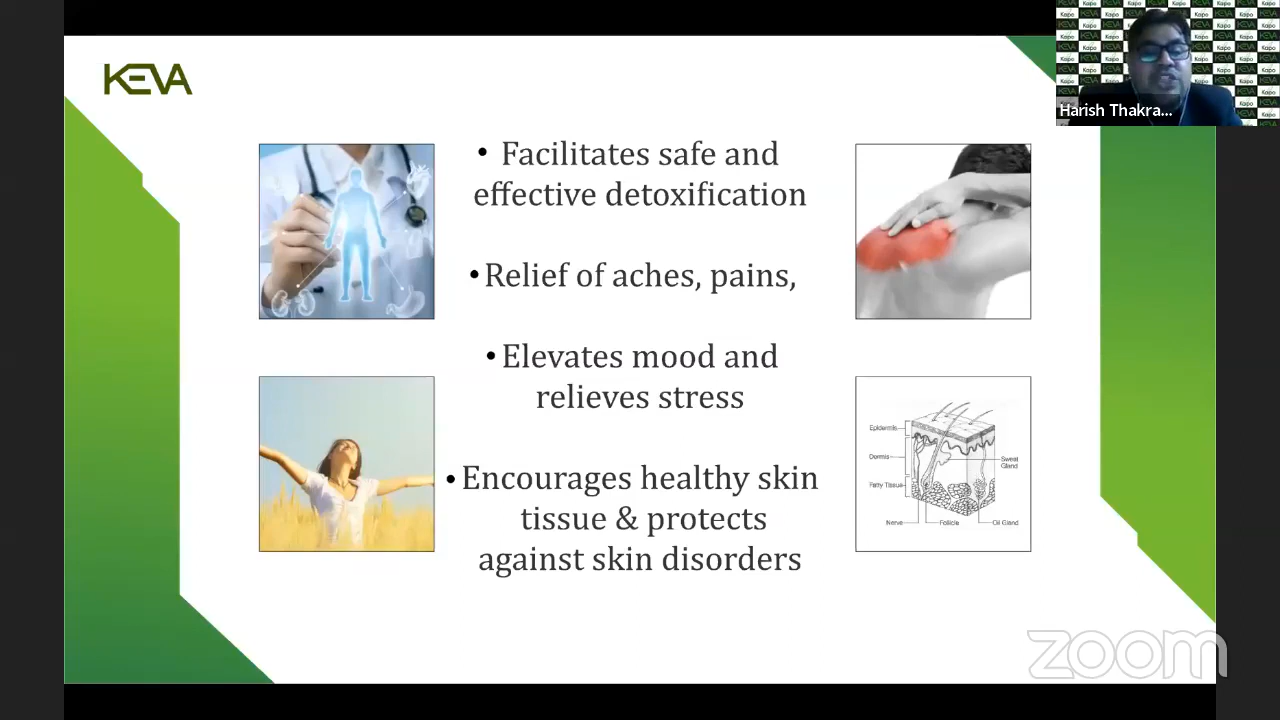 KEVA
Harish Thakra...
• Facilitates safe and
effective detoxification
• Relief of aches, pains,
• Elevates mood and
relieves stress
• Encourages healthy skin
tissue & protects
against skin disorders
Epidermis
Dermis
Fatty Tissue
Sweat
Gland
Nerve
Follicle
Oil Gland
zoom